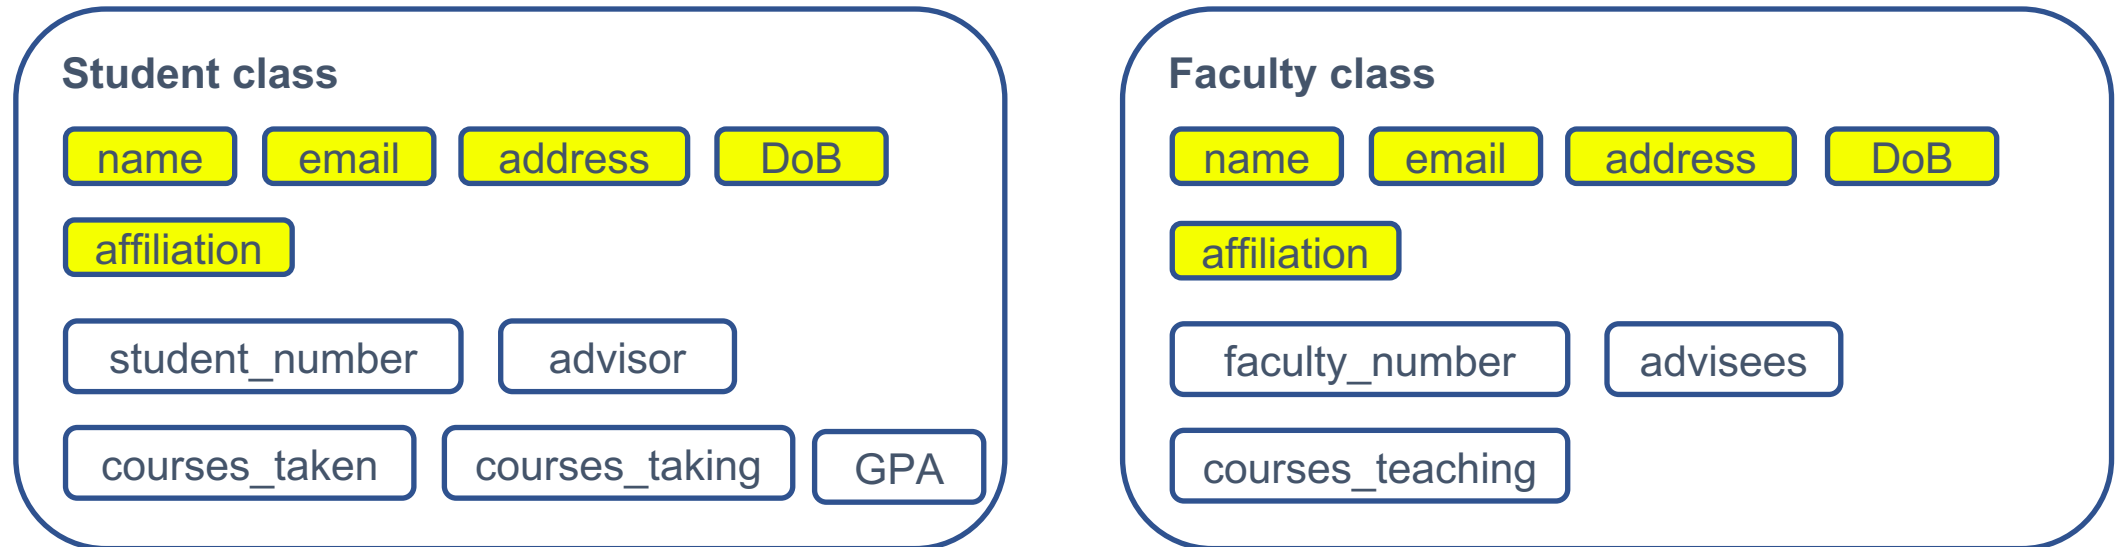 Student class
name email address DoB
affiliation
student_number advisor
courses_taken courses_taking GPA
Faculty class
name email address DoB
affiliation
faculty_number advisees
courses_teaching